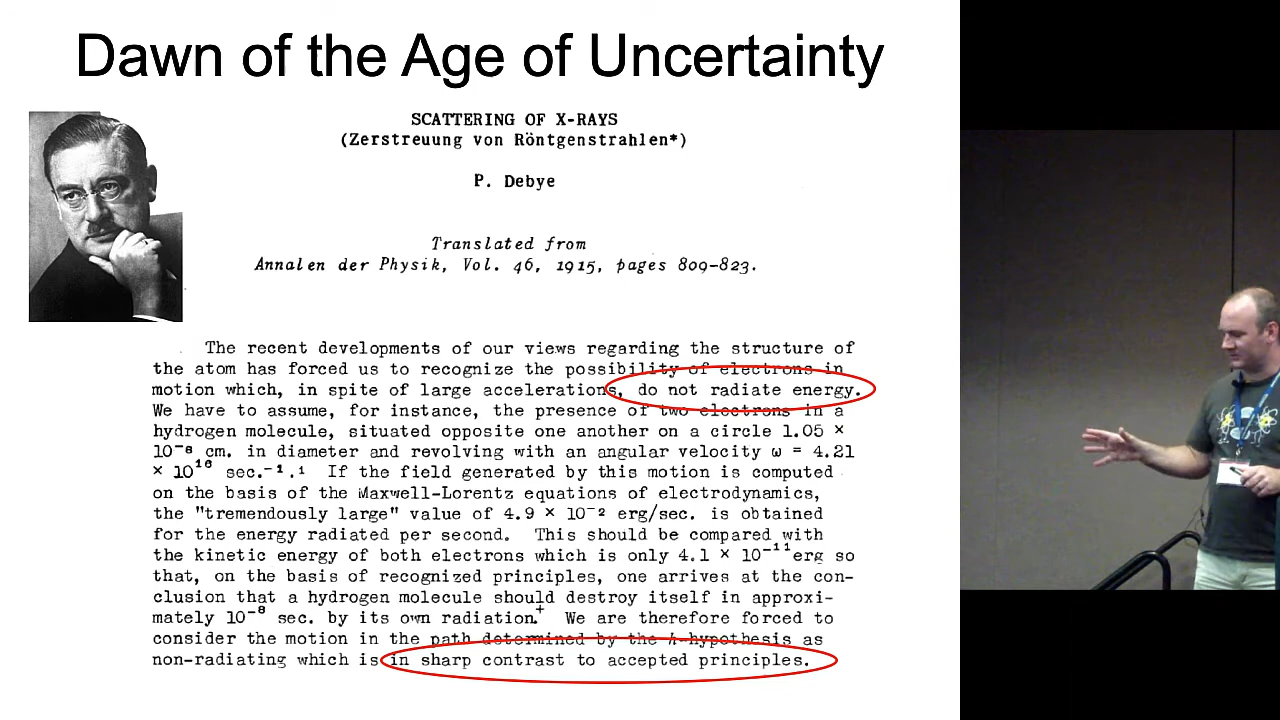 Dawn of the Age of Uncertainty
SCATTERING OF X-RAYS
(Zerstreuung von Röntgenstrahlen*)
P. Debye
Translated from
Annalen der Physik, Vol. 46, 1915, pages 809-823.
The recent developments of our views regarding the structure of
the atom has forced us to recognize the possibility of electrons in
motion which, in spite of large accelerations, do not radiate energy.
We have to assume, for instance, the presence of two electrons in a
hydrogen molecule, situated opposite one another on a circle 1.05 ×
10⁻⁸ cm. in diameter and revolving with an angular velocity ω = 4.21
× 10¹⁶ sec.⁻¹.¹ If the field generated by this motion is computed
on the basis of the Maxwell-Lorentz equations of electrodynamics,
the "tremendously large" value of 4.9 × 10⁻² erg/sec. is obtained
for the energy radiated per second. This should be compared with
the kinetic energy of both electrons which is only 4.1 × 10⁻¹¹erg so
that, on the basis of recognized principles, one arrives at the con-
clusion that a hydrogen molecule should destroy itself in approxi-
mately 10⁻⁸ sec. by its own radiation.⁺ We are therefore forced to
consider the motion in the path determined by the h-hypothesis as
non-radiating which is in sharp contrast to accepted principles.